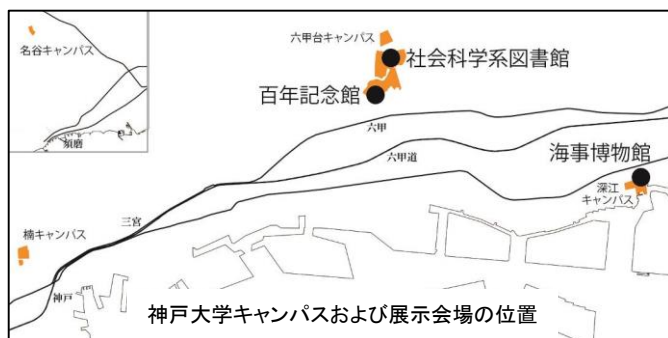 名谷キャンパス
須磨
六甲台キャンパス
社会科学系図書館
百年記念館
六甲
六甲道
海事博物館
深江
キャンパス
三宮
楠キャンパス
神戸
神戸大学キャンパスおよび展示会場の位置